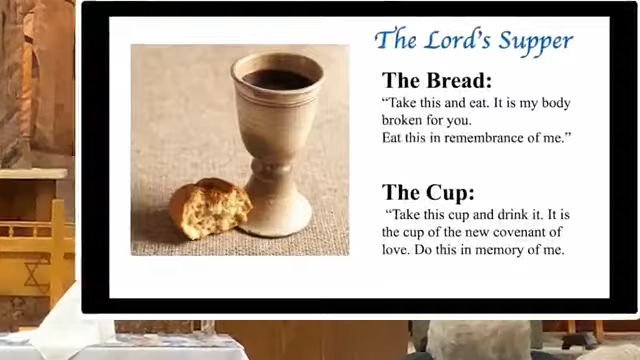 The Lord's Supper
The Bread:
“Take this and eat. It is my body
broken for you.
Eat this in remembrance of me.”
The Cup:
“Take this cup and drink it. It is
the cup of the new covenant of
love. Do this in memory of me.